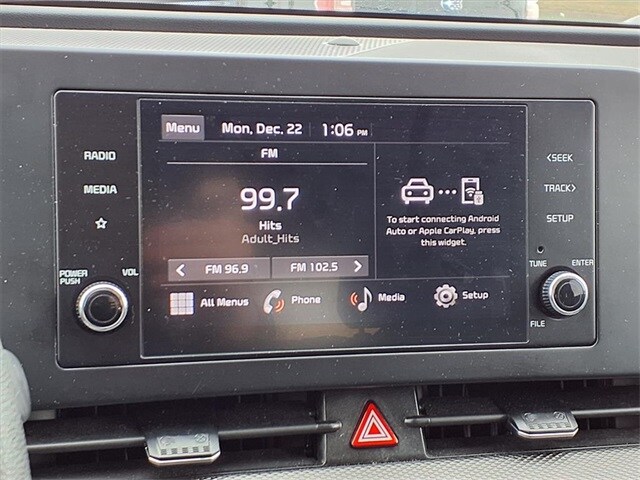 Menu Mon, Dec. 22 1:06 PM
FM
99.7
Hits
Adult_Hits
< FM 96.9 FM 102.5 >
To start connecting Android
Auto or Apple CarPlay, press
this widget.
All Menus Phone Media Setup
RADIO
MEDIA
POWER
PUSH
VOL
<SEEK
TRACK>
SETUP
TUNE
ENTER
FILE